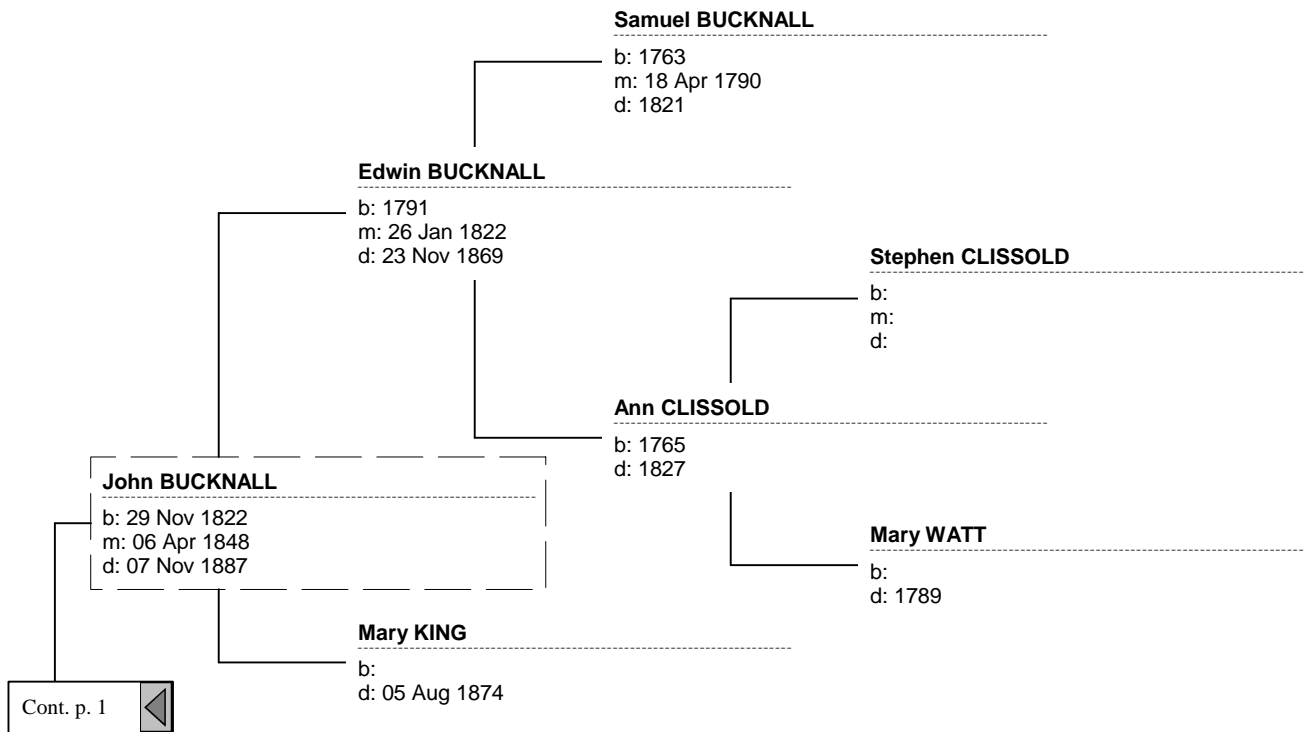 Samuel BUCKNALL
b: 1763
m: 18 Apr 1790
d: 1821
Edwin BUCKNALL
b: 1791
m: 26 Jan 1822
d: 23 Nov 1869
Stephen CLISSOLD
b:
m:
d:
Ann CLISSOLD
b: 1765
d: 1827
John BUCKNALL
b: 29 Nov 1822
m: 06 Apr 1848
d: 07 Nov 1887
Mary WATT
b:
d: 1789
Mary KING
b:
d: 05 Aug 1874
Cont. p. 1